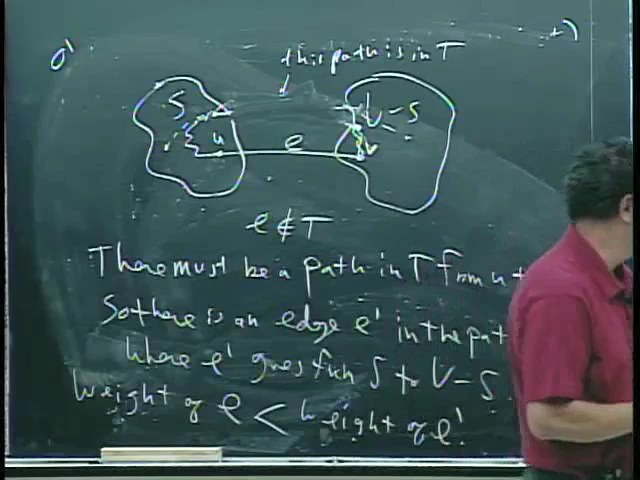 this path is in T
S
V-S
u
e
v
e ∉ T
There must be a path in T from u
So there is an edge e' in the path
Where e' goes from S to V-S
Weight of e < weight of e'